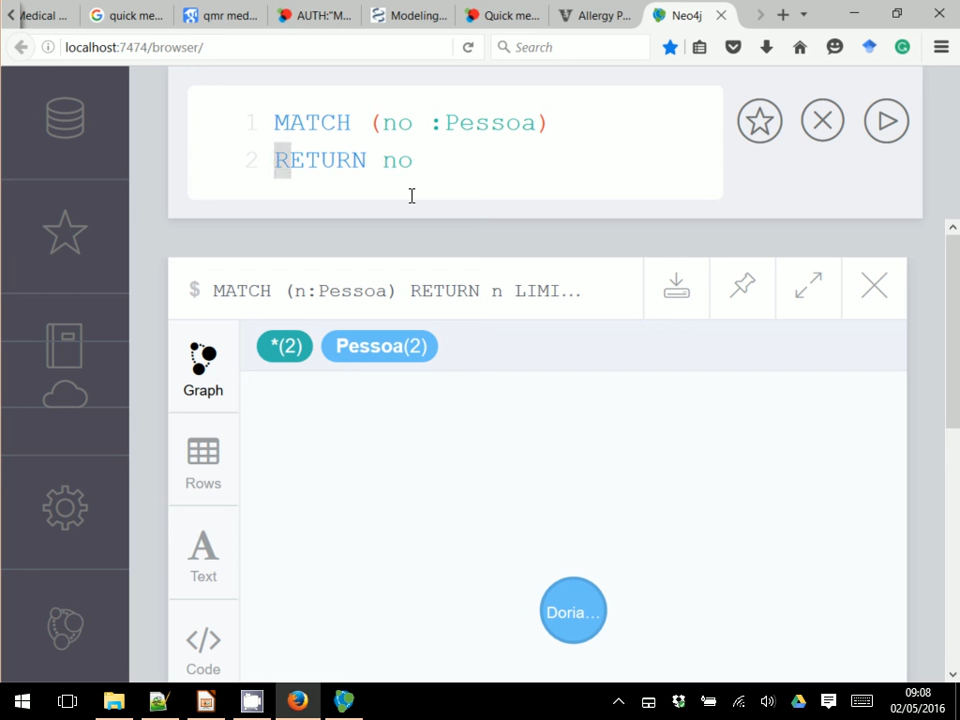 Medical ...
quick me...
qmr med...
AUTH:"M...
Modeling...
Quick me...
Allergy P...
Neo4j
localhost:7474/browser/
Search
1 MATCH (no :Pessoa)
2 RETURN no
$ MATCH (n:Pessoa) RETURN n LIMI...
*(2) Pessoa(2)
Graph
Rows
A
Text
</>
Code
Doria...
09:08
02/05/2016